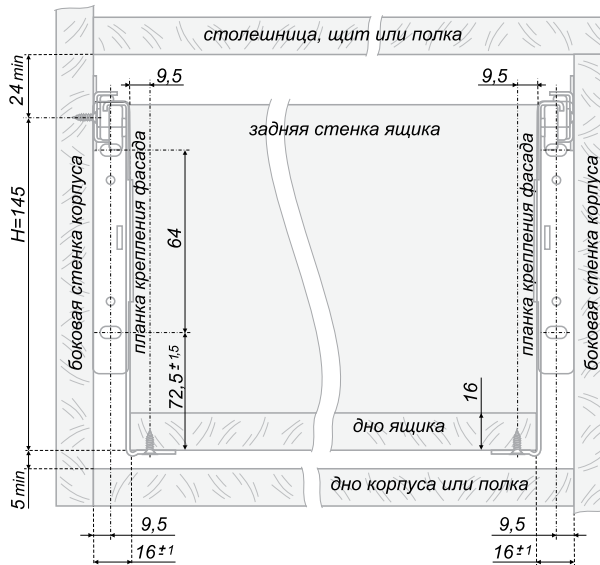 столешница, щит или полка
24 min
9,5
9,5
задняя стенка ящика
H=145
боковая стенка корпуса
планка крепления фасада
64
72,5 ± 1,5
планка крепления фасада
боковая стенка корпуса
16
дно ящика
5 min
дно корпуса или полка
9,5
9,5
16 ± 1
16 ± 1